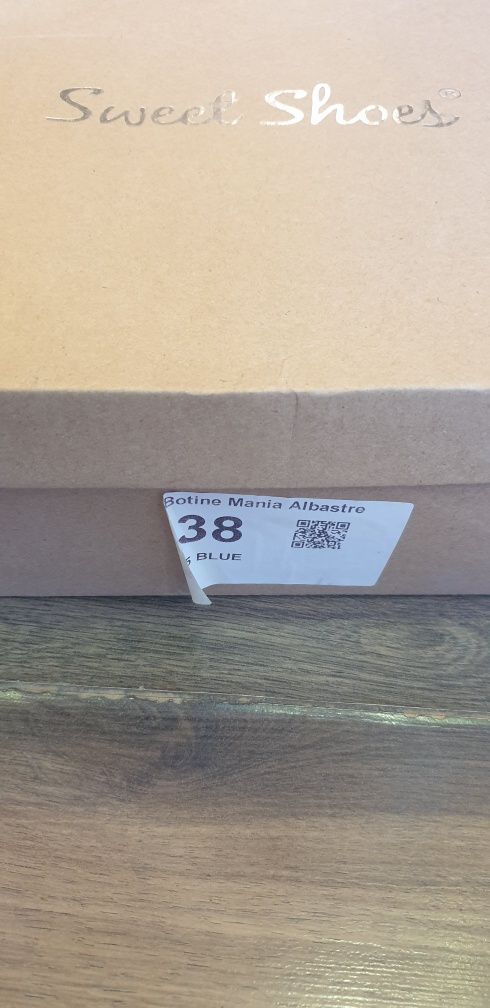 Sweet Shoes®
Botine Mania Albastre
38
BLUE